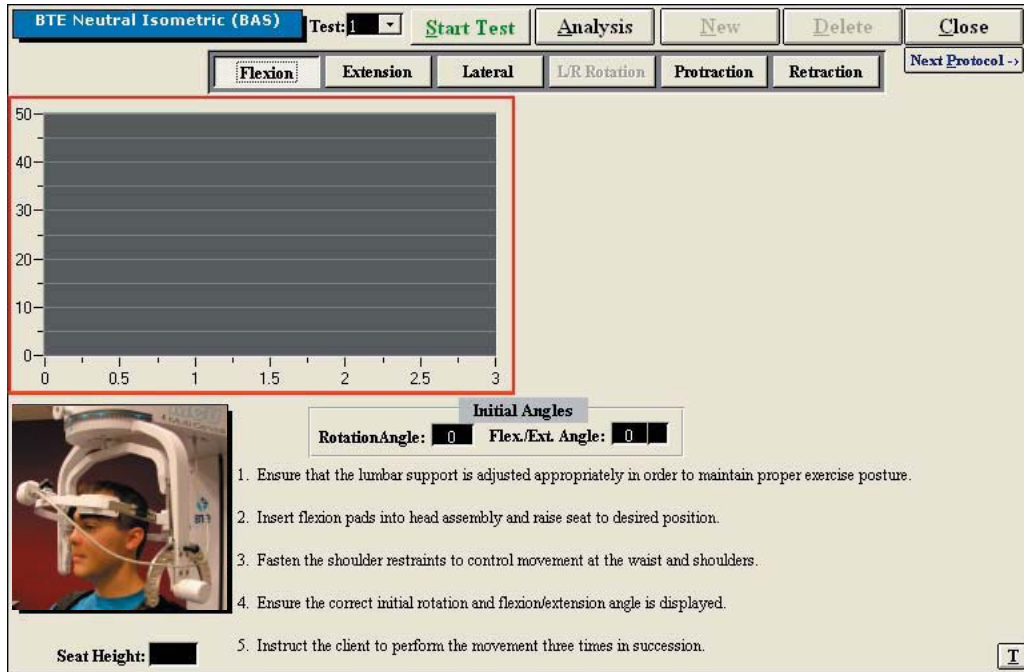 BTE Neutral Isometric (BAS)
Test: 1
Start Test
Analysis
New
Delete
Close
Flexion
Extension
Lateral
L/R Rotation
Protraction
Retraction
Next Protocol ->
50
40
30
20
10
0
0 0.5 1 1.5 2 2.5 3
Initial Angles
RotationAngle: 0 Flex./Ext. Angle: 0
1. Ensure that the lumbar support is adjusted appropriately in order to maintain proper exercise posture.
2. Insert flexion pads into head assembly and raise seat to desired position.
3. Fasten the shoulder restraints to control movement at the waist and shoulders.
4. Ensure the correct initial rotation and flexion/extension angle is displayed.
5. Instruct the client to perform the movement three times in succession.
Seat Height:
T